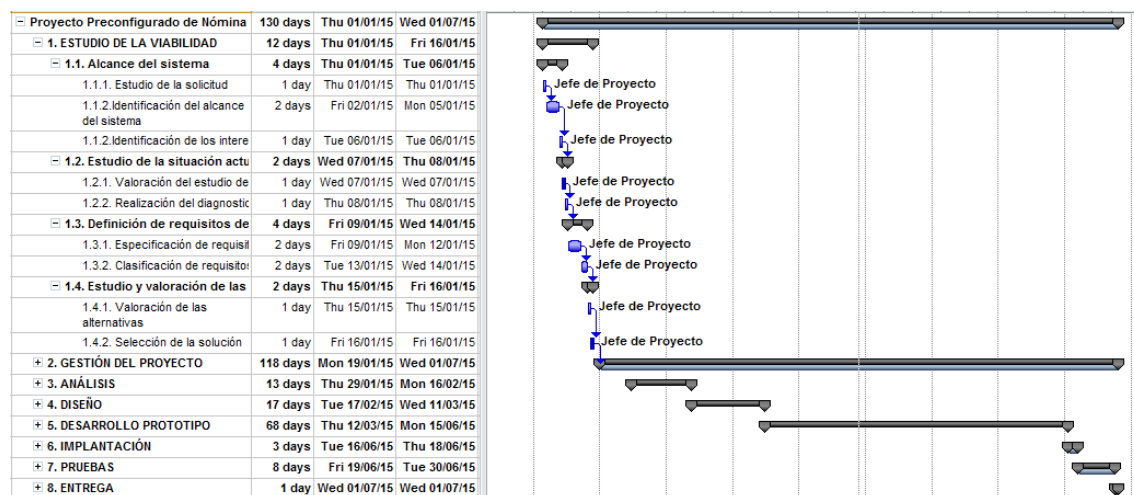 Proyecto Preconfigurado de Nómina 130 days Thu 01/01/15 Wed 01/07/15
1. ESTUDIO DE LA VIABILIDAD 12 days Thu 01/01/15 Fri 16/01/15
1.1. Alcance del sistema 4 days Thu 01/01/15 Tue 06/01/15
1.1.1. Estudio de la solicitud 1 day Thu 01/01/15 Thu 01/01/15 Jefe de Proyecto
1.1.2.Identificación del alcance 2 days Fri 02/01/15 Mon 05/01/15 Jefe de Proyecto
del sistema
1.1.2.Identificación de los intere 1 day Tue 06/01/15 Tue 06/01/15 Jefe de Proyecto
1.2. Estudio de la situación actu 2 days Wed 07/01/15 Thu 08/01/15
1.2.1. Valoración del estudio de 1 day Wed 07/01/15 Wed 07/01/15 Jefe de Proyecto
1.2.2. Realización del diagnostic 1 day Thu 08/01/15 Thu 08/01/15 Jefe de Proyecto
1.3. Definición de requisitos de 4 days Fri 09/01/15 Wed 14/01/15
1.3.1. Especificación de requisit 2 days Fri 09/01/15 Mon 12/01/15 Jefe de Proyecto
1.3.2. Clasificación de requisitos 2 days Tue 13/01/15 Wed 14/01/15 Jefe de Proyecto
1.4. Estudio y valoración de las 2 days Thu 15/01/15 Fri 16/01/15
1.4.1. Valoración de las 1 day Thu 15/01/15 Thu 15/01/15 Jefe de Proyecto
alternativas
1.4.2. Selección de la solución 1 day Fri 16/01/15 Fri 16/01/15 Jefe de Proyecto
2. GESTIÓN DEL PROYECTO 118 days Mon 19/01/15 Wed 01/07/15
3. ANÁLISIS 13 days Thu 29/01/15 Mon 16/02/15
4. DISEÑO 17 days Tue 17/02/15 Wed 11/03/15
5. DESARROLLO PROTOTIPO 68 days Thu 12/03/15 Mon 15/06/15
6. IMPLANTACIÓN 3 days Tue 16/06/15 Thu 18/06/15
7. PRUEBAS 8 days Fri 19/06/15 Tue 30/06/15
8. ENTREGA 1 day Wed 01/07/15 Wed 01/07/15